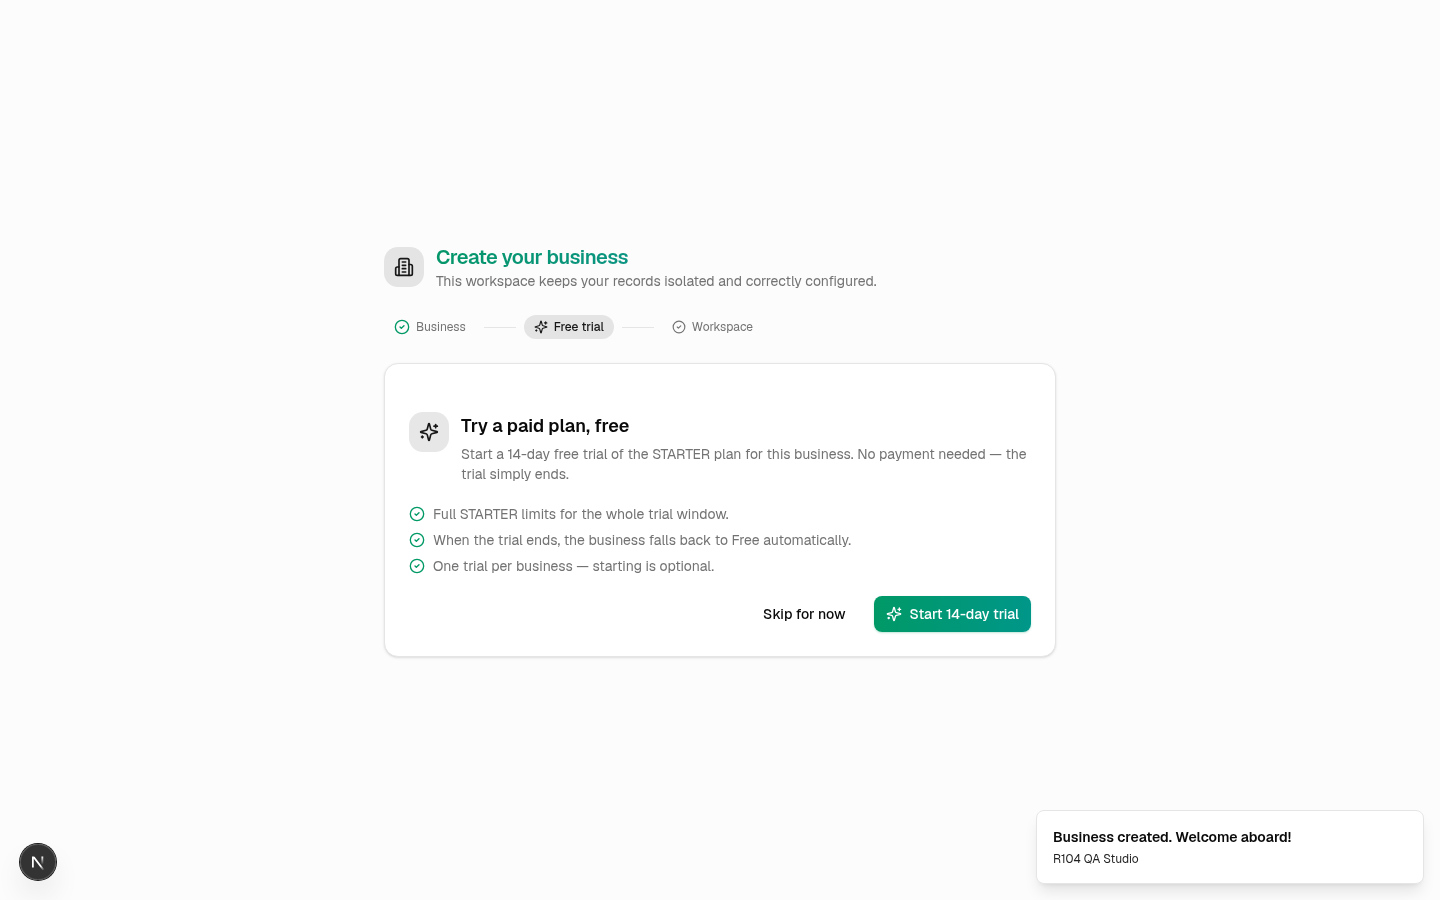 Create your business
This workspace keeps your records isolated and correctly configured.
Business
Free trial
Workspace
Try a paid plan, free
Start a 14-day free trial of the STARTER plan for this business. No payment needed — the
trial simply ends.
Full STARTER limits for the whole trial window.
When the trial ends, the business falls back to Free automatically.
One trial per business — starting is optional.
Skip for now
Start 14-day trial
Business created. Welcome aboard!
R104 QA Studio
N